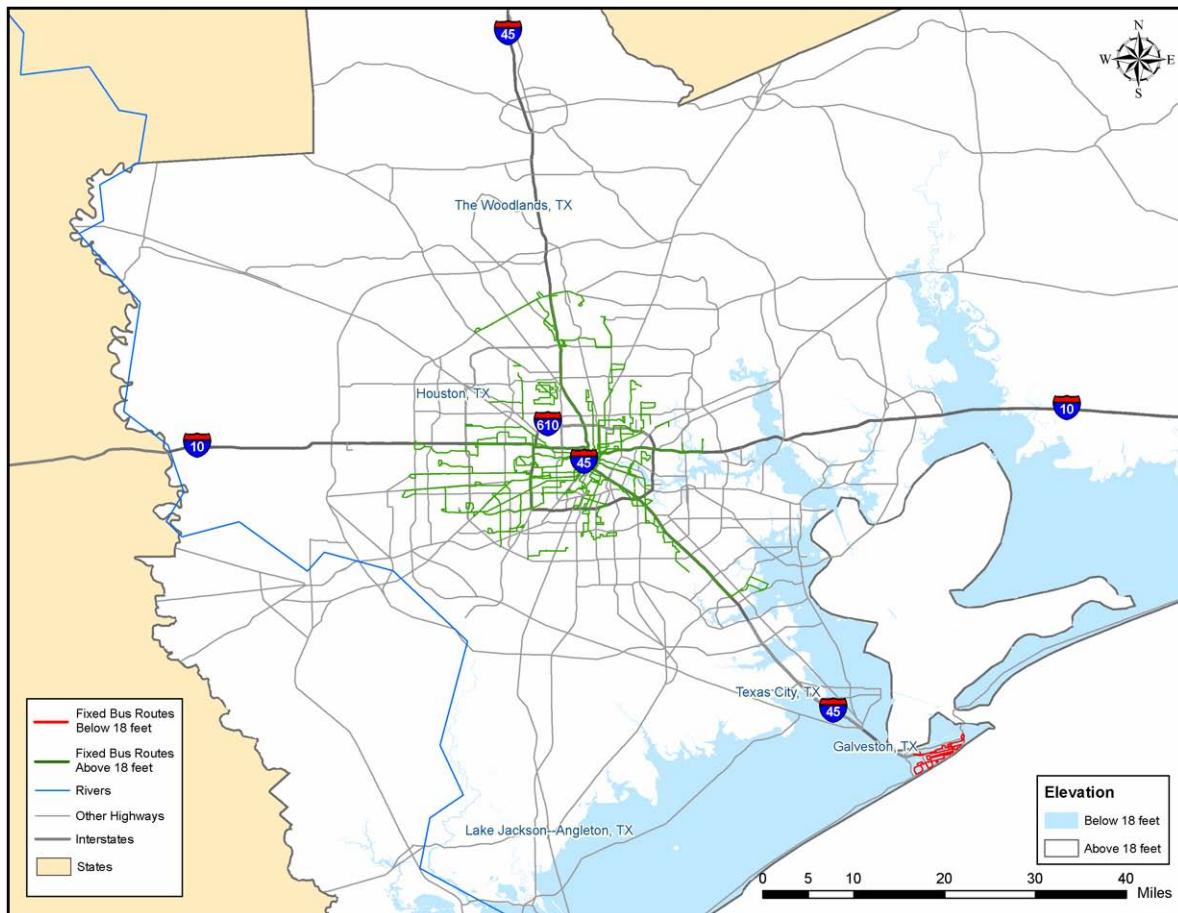 45
N
W E
S
The Woodlands, TX
Houston, TX
10
610
10
45
Texas City, TX
45
Galveston, TX
Lake Jackson--Angleton, TX
Fixed Bus Routes
Below 18 feet
Fixed Bus Routes
Above 18 feet
Rivers
Other Highways
Interstates
States
Elevation
Below 18 feet
Above 18 feet
0 5 10 20 30 40
Miles